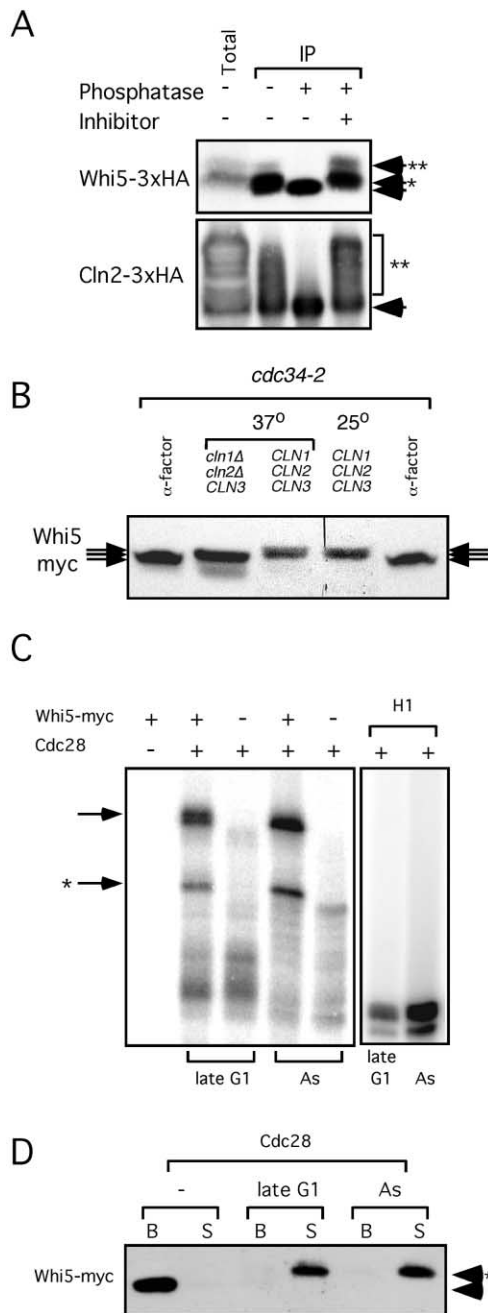 A
Total
IP
Phosphatase - - + +
Inhibitor - - - +
Whi5-3xHA
**
*
Cln2-3xHA
**
B
cdc34-2
37° 25°
α-factor
cln1Δ cln2Δ CLN3
CLN1 CLN2 CLN3
CLN1 CLN2 CLN3
α-factor
Whi5 myc
C
H1
Whi5-myc + + - + -
Cdc28 - + + + + + +
*
late G1 As
late G1 As
D
Cdc28
- late G1 As
B S B S B S
Whi5-myc
*